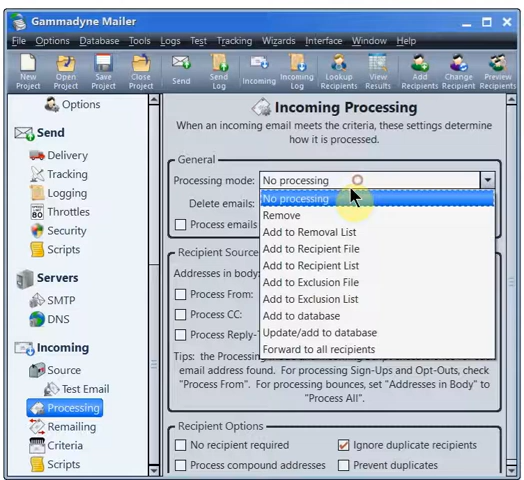 Gammadyne Mailer
File Options Database Tools Logs Test Tracking Wizards Interface Window Help
New Project
Open Project
Save Project
Close Project
Send
Send Log
Incoming
Incoming Log
Lookup Recipients
View Results
Add Recipients
Change Recipient
Preview Recipients
Options
Send
Delivery
Tracking
Logging
Throttles
Security
Scripts
Servers
SMTP
DNS
Incoming
Source
Test Email
Processing
Remailing
Criteria
Scripts
Incoming Processing
When an incoming email meets the criteria, these settings determine
how it is processed.
General
Processing mode: No processing
No processing
Remove
Add to Removal List
Add to Recipient File
Add to Recipient List
Add to Exclusion File
Add to Exclusion List
Add to database
Update/add to database
Forward to all recipients
Delete emails:
Process emails
Recipient Source
Addresses in body:
Process From:
Process CC:
Process Reply-
Tips: the Processing
email address found. For processing Sign-Ups and Opt-Outs, check
"Process From". For processing bounces, set "Addresses in Body" to
"Process All".
Recipient Options
No recipient required Ignore duplicate recipients
Process compound addresses Prevent duplicates